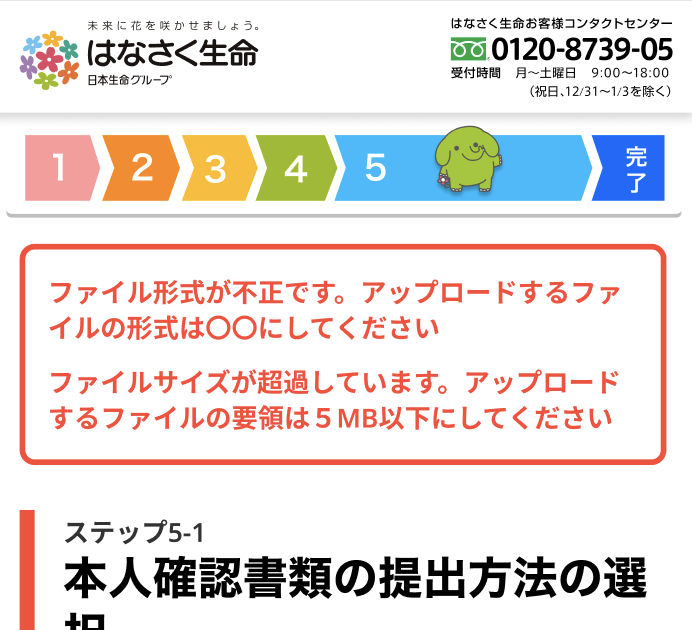 未来に花を咲かせましょう。
はなさく生命
日本生命グループ
はなさく生命お客様コンタクトセンター
0120-8739-05
受付時間 月～土曜日 9:00～18:00
（祝日、12/31～1/3を除く）
1 2 3 4 5 完了
ファイル形式が不正です。アップロードするファ
イルの形式は〇〇にしてください
ファイルサイズが超過しています。アップロード
するファイルの要領は５MB以下にしてください
ステップ5-1
本人確認書類の提出方法の選
択